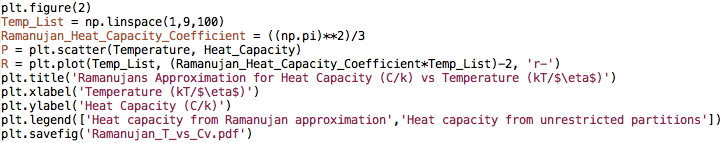 plt.figure(2)
Temp_List = np.linspace(1,9,100)
Ramanujan_Heat_Capacity_Coefficient = ((np.pi)**2)/3
P = plt.scatter(Temperature, Heat_Capacity)
R = plt.plot(Temp_List, (Ramanujan_Heat_Capacity_Coefficient*Temp_List)-2, 'r-')
plt.title('Ramanujans Approximation for Heat Capacity (C/k) vs Temperature (kT/$\eta$)')
plt.xlabel('Temperature (kT/$\eta$)')
plt.ylabel('Heat Capacity (C/k)')
plt.legend(['Heat capacity from Ramanujan approximation','Heat capacity from unrestricted partitions'])
plt.savefig('Ramanujan_T_vs_Cv.pdf')